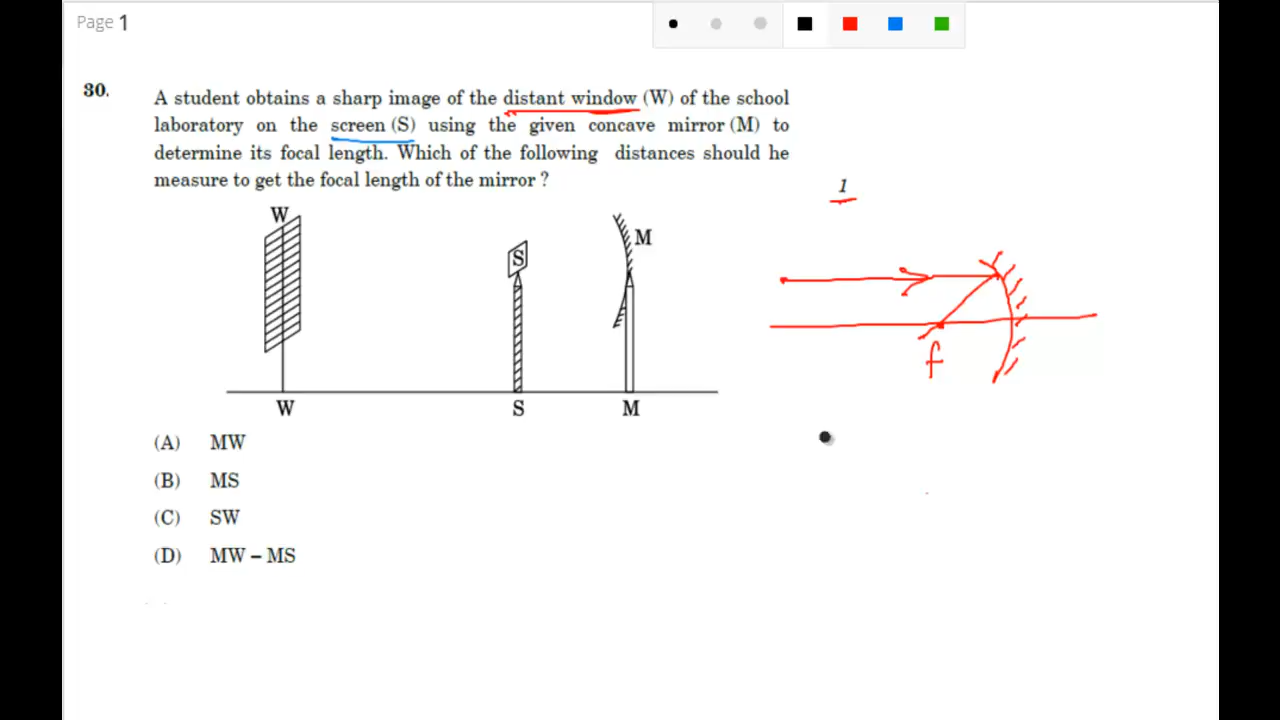 Page 1
30.
A student obtains a sharp image of the distant window (W) of the school
laboratory on the screen (S) using the given concave mirror (M) to
determine its focal length. Which of the following distances should he
measure to get the focal length of the mirror ?
1
W
S
M
f
W S M
(A) MW
(B) MS
(C) SW
(D) MW – MS